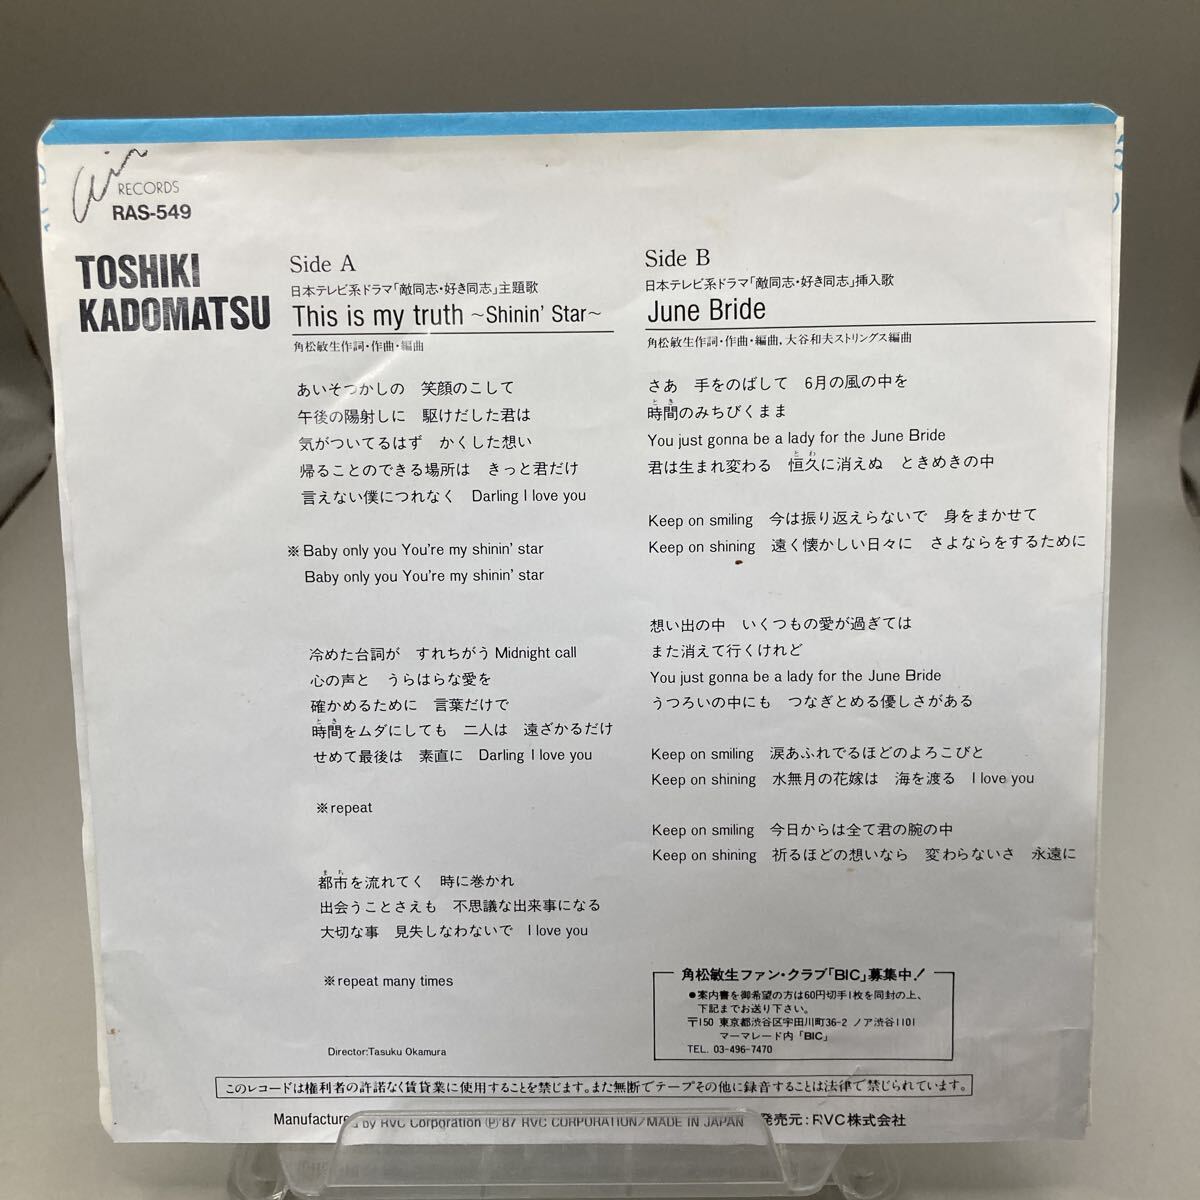 Air
RECORDS
RAS-549
TOSHIKI
KADOMATSU
Side A
日本テレビ系ドラマ「敵同志・好き同志」主題歌
This is my truth ～Shinin' Star～
角松敏生作詞・作曲・編曲
あいそつかしの 笑顔のこして
午後の陽射しに 駆けだした君は
気がついてるはず かくした想い
帰ることのできる場所は きっと君だけ
言えない僕につれなく Darling I love you
※Baby only you You're my shinin' star
Baby only you You're my shinin' star
冷めた台詞が すれちがう Midnight call
心の声と うらはらな愛を
確かめるために 言葉だけで
とき
時間をムダにしても 二人は 遠ざかるだけ
せめて最後は 素直に Darling I love you
※repeat
まち
都市を流れてく 時に巻かれ
出会うことさえも 不思議な出来事になる
大切な事 見失しなわないで I love you
※repeat many times
Director:Tasuku Okamura
Side B
日本テレビ系ドラマ「敵同志・好き同志」挿入歌
June Bride
角松敏生作詞・作曲・編曲，大谷和夫ストリングス編曲
さあ 手をのばして 6月の風の中を
とき
時間のみちびくまま
You just gonna be a lady for the June Bride
とわ
君は生まれ変わる 恒久に消えぬ ときめきの中
Keep on smiling 今は振り返えらないで 身をまかせて
Keep on shining 遠く懐かしい日々に さよならをするために
想い出の中 いくつもの愛が過ぎては
また消えて行くけれど
You just gonna be a lady for the June Bride
うつろいの中にも つなぎとめる優しさがある
Keep on smiling 涙あふれでるほどのよろこびと
Keep on shining 水無月の花嫁は 海を渡る I love you
Keep on smiling 今日からは全て君の腕の中
Keep on shining 祈るほどの想いなら 変わらないさ 永遠に
角松敏生ファン・クラブ「BIC」募集中！
●案内書を御希望の方は60円切手1枚を同封の上、
下記までお送り下さい。
〒150 東京都渋谷区宇田川町36-2 ノア渋谷1101
マーマレード内「BIC」
TEL. 03-496-7470
このレコードは権利者の許諾なく賃貸業に使用することを禁じます。また無断でテープその他に録音することは法律で禁じられています。
Manufactured by RVC Corporation Ⓟ'87 RVC CORPORATION/MADE IN JAPAN 発売元：RVC株式会社